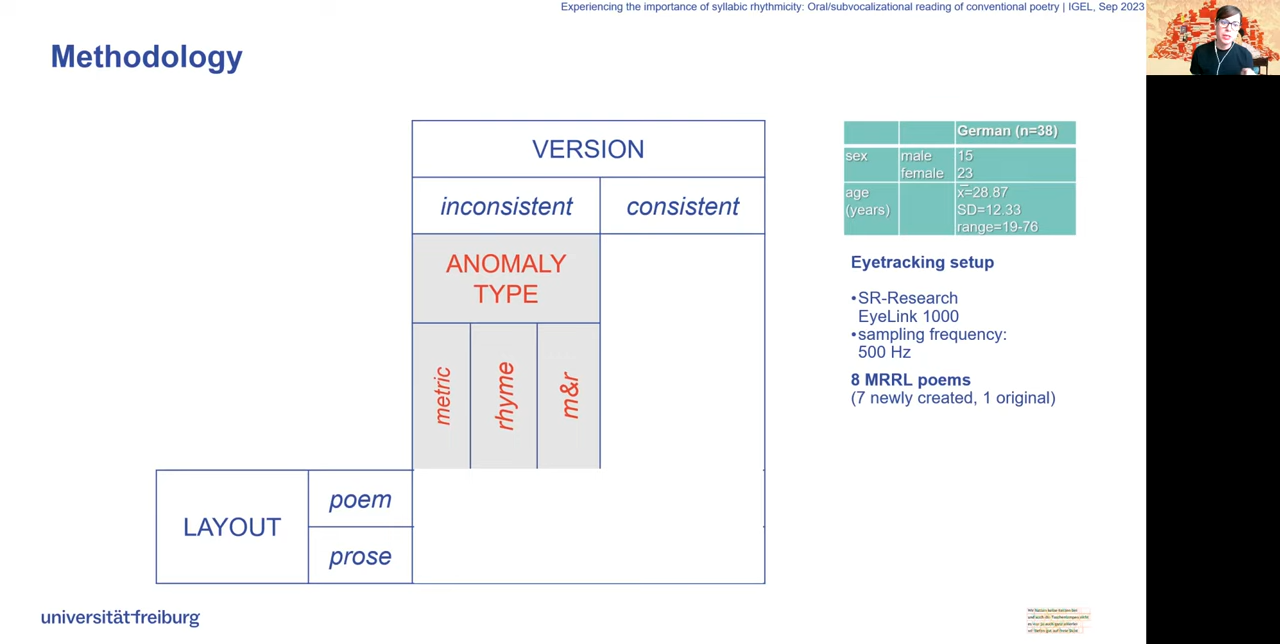 Experiencing the importance of syllabic rhythmicity: Oral/subvocalizational reading of conventional poetry | IGEL, Sep 2023
Methodology
VERSION
inconsistent consistent
ANOMALY
TYPE
metric rhyme m&r
LAYOUT
poem
prose
German (n=38)
sex male 15
female 23
age x̅=28.87
(years) SD=12.33
range=19-76
Eyetracking setup
•SR-Research
EyeLink 1000
•sampling frequency:
500 Hz
8 MRRL poems
(7 newly created, 1 original)
universität freiburg